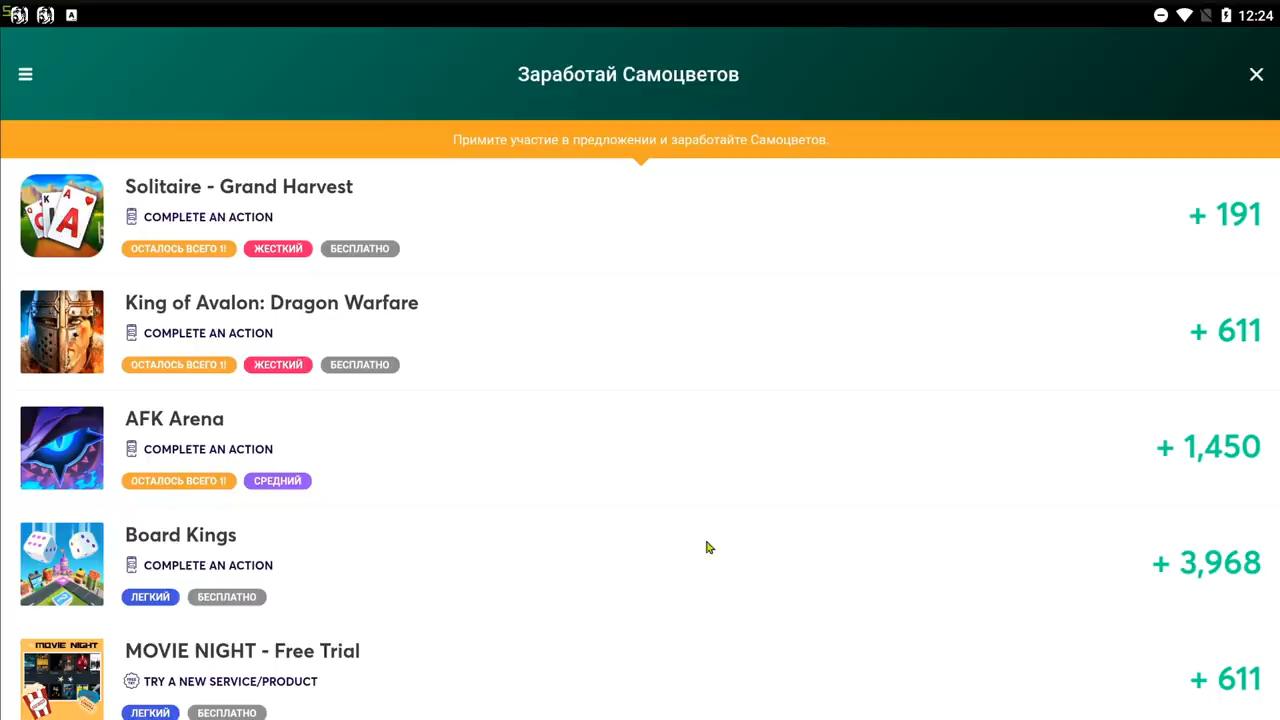 12:24
Заработай Самоцветов
Примите участие в предложении и заработайте Самоцветов.
Solitaire - Grand Harvest
COMPLETE AN ACTION
ОСТАЛОСЬ ВСЕГО 1!
ЖЕСТКИЙ
БЕСПЛАТНО
+ 191
King of Avalon: Dragon Warfare
COMPLETE AN ACTION
ОСТАЛОСЬ ВСЕГО 1!
ЖЕСТКИЙ
БЕСПЛАТНО
+ 611
AFK Arena
COMPLETE AN ACTION
ОСТАЛОСЬ ВСЕГО 1!
СРЕДНИЙ
+ 1,450
Board Kings
COMPLETE AN ACTION
ЛЕГКИЙ
БЕСПЛАТНО
+ 3,968
MOVIE NIGHT
MOVIE NIGHT - Free Trial
TRY A NEW SERVICE/PRODUCT
ЛЕГКИЙ
БЕСПЛАТНО
+ 611